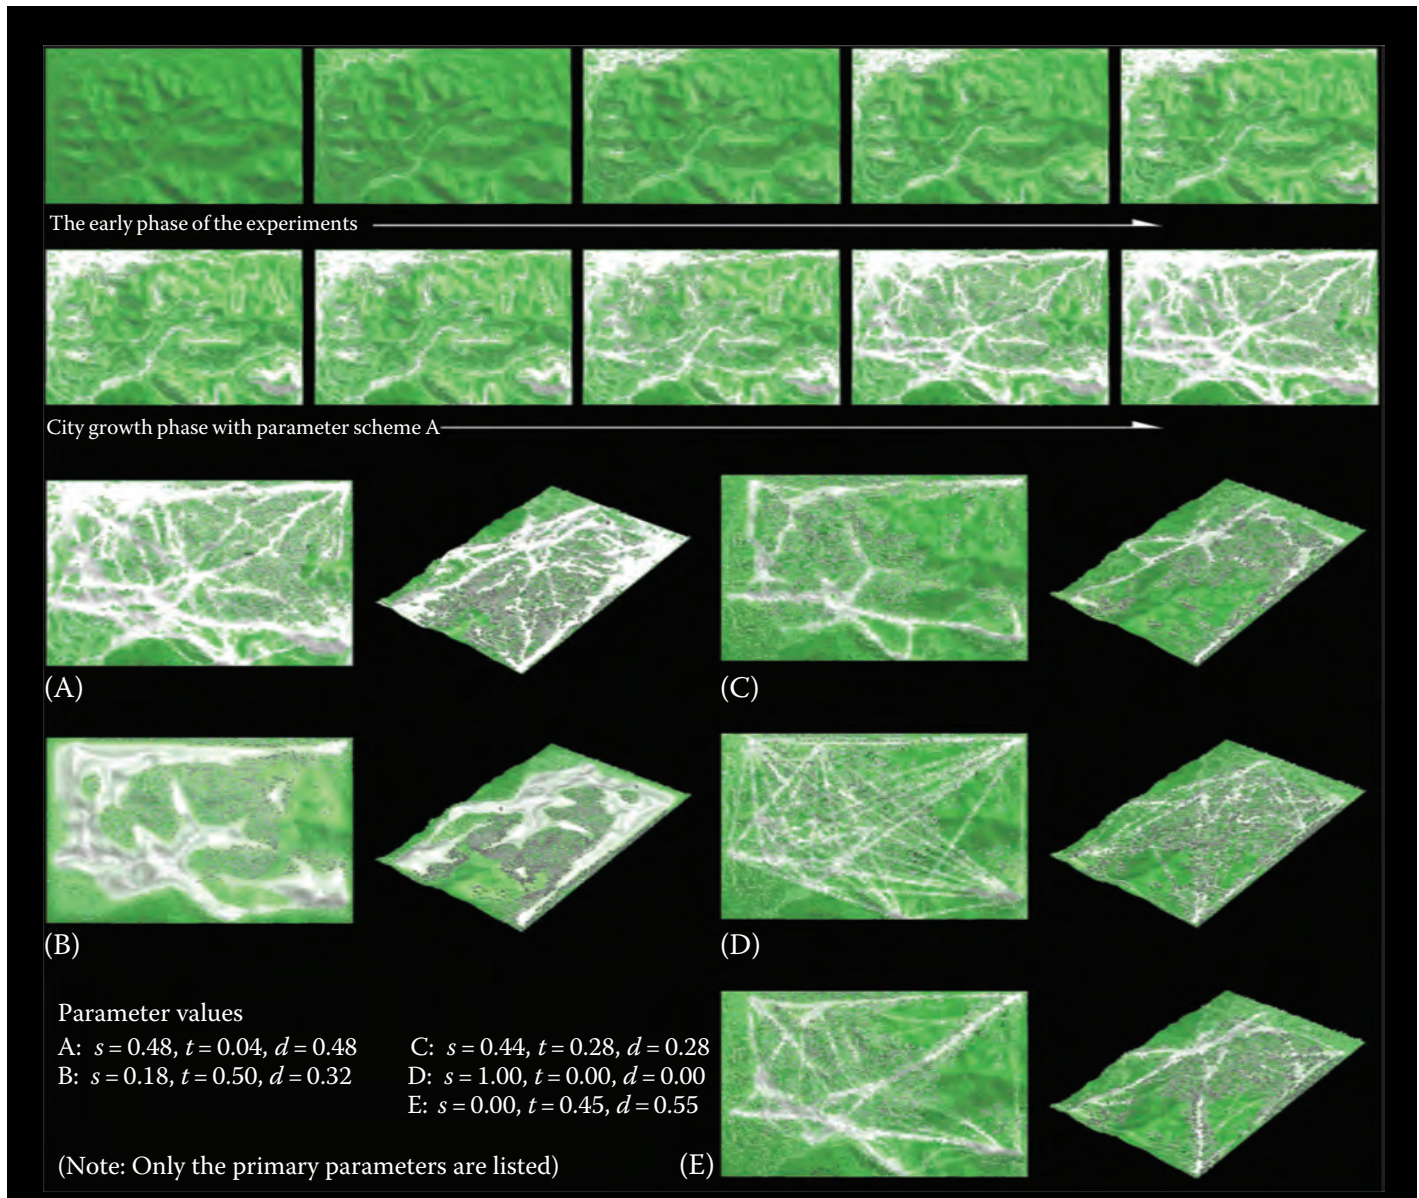 The early phase of the experiments
City growth phase with parameter scheme A
(A)
(C)
(B)
(D)
Parameter values
A: s = 0.48, t = 0.04, d = 0.48
C: s = 0.44, t = 0.28, d = 0.28
B: s = 0.18, t = 0.50, d = 0.32
D: s = 1.00, t = 0.00, d = 0.00
E: s = 0.00, t = 0.45, d = 0.55
(Note: Only the primary parameters are listed)
(E)